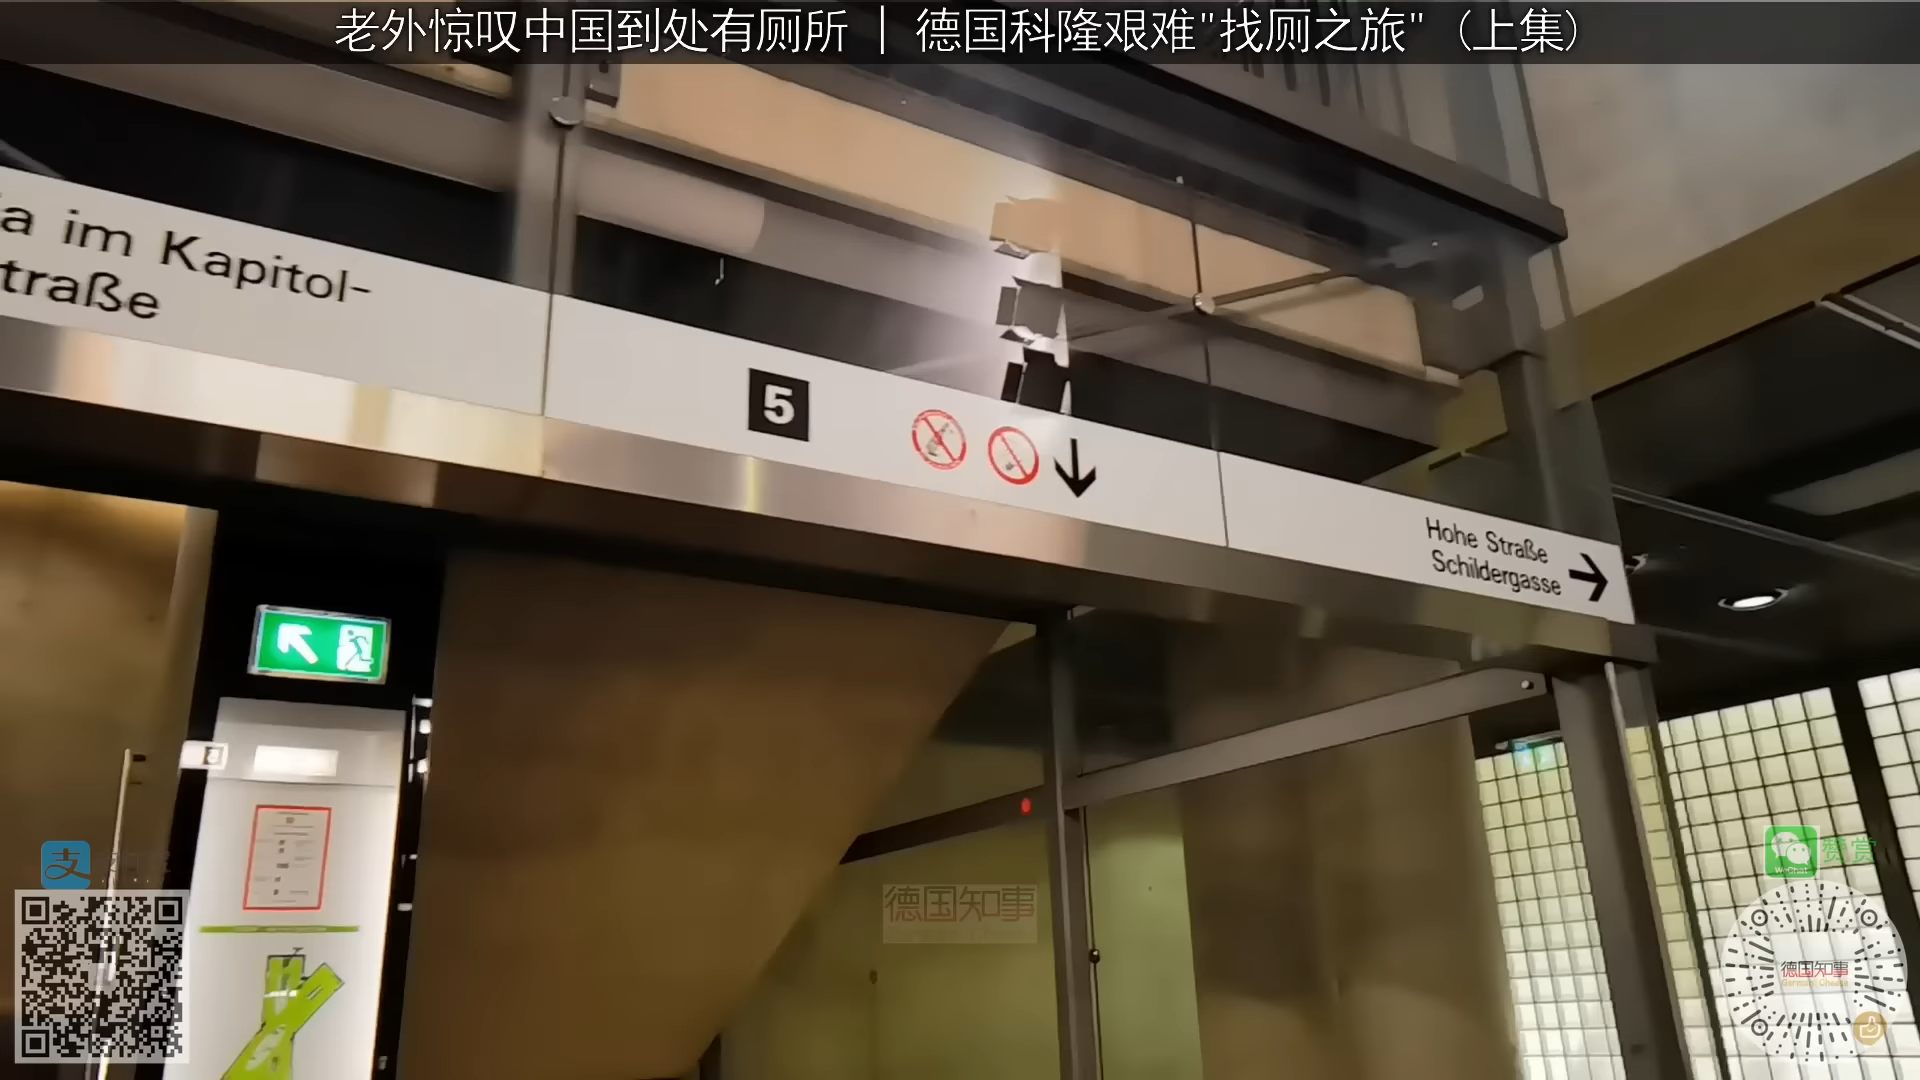 老外惊叹中国到处有厕所 | 德国科隆艰难"找厕之旅"(上集)
a im Kapitol-
traße
5
Hohe Straße
Schildergasse
支
WeChat
赞赏
德国知事
德国知事